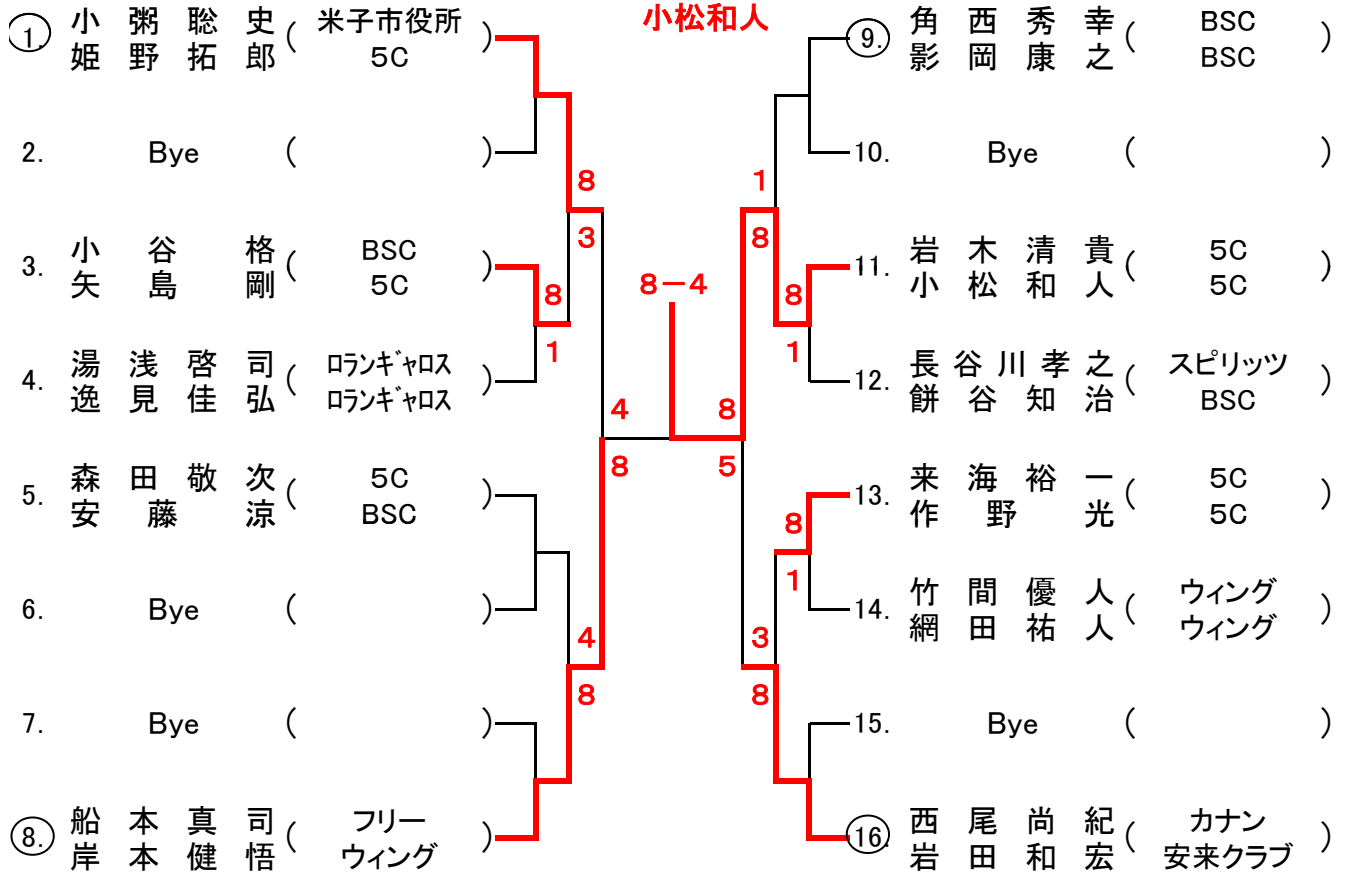 小松和人
1. 小粥聡史 ( 米子市役所 )
姫野拓郎 5C
2. Bye ( )
8
3
3. 小谷格 ( BSC )
矢島剛 5C
8
1
4. 湯浅啓司 ( ロランギャロス )
逸見佳弘 ロランギャロス
4
8
5. 森田敬次 ( 5C )
安藤涼 BSC
6. Bye ( )
4
8
7. Bye ( )
8. 船本真司 ( フリー )
岸本健悟 ウィング
8-4
9. 角西秀幸 ( BSC )
影岡康之 BSC
10. Bye ( )
1
8
11. 岩木清貴 ( 5C )
小松和人 5C
8
1
12. 長谷川孝之 ( スピリッツ )
餅谷知治 BSC
8
5
13. 来海裕一 ( 5C )
作野光 5C
8
1
14. 竹間優人 ( ウィング )
網田祐人 ウィング
3
8
15. Bye ( )
16. 西尾尚紀 ( カナン )
岩田和宏 安来クラブ